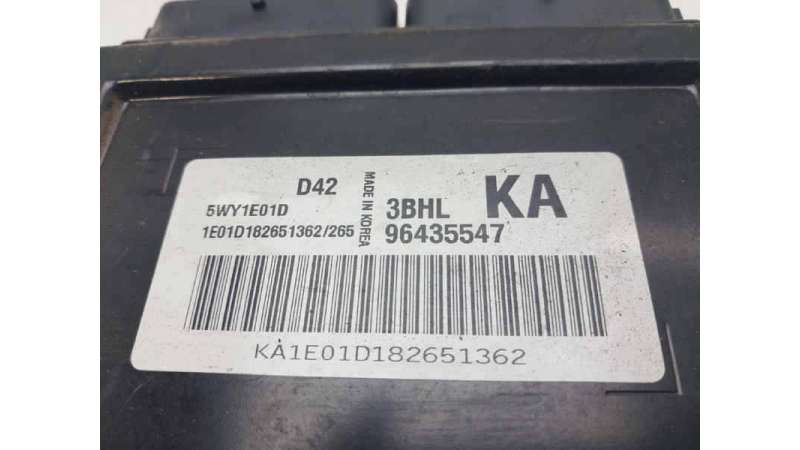 D42
5WY1E01D
1E01D182651362/265
MADE IN KOREA
3BHL KA
96435547
KA1E01D182651362